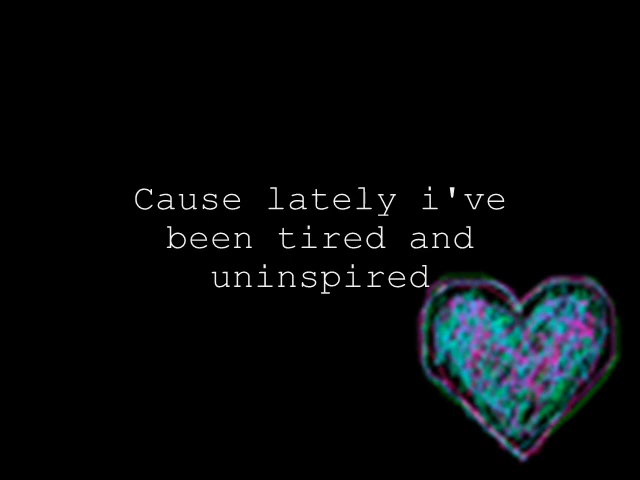 Cause lately i've
been tired and
uninspired